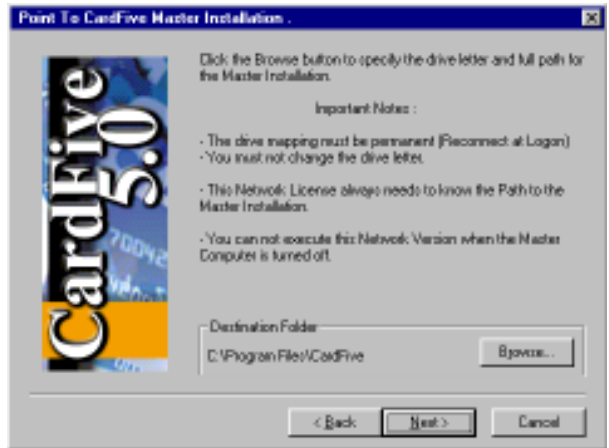 Point To CardFive Master Installation .
Click the Browse button to specify the drive letter and full path for
the Master Installation.
Important Notes :
- The drive mapping must be permanent (Reconnect at Logon)
- You must not change the drive letter.
- This Network License always needs to know the Path to the
Master Installation.
- You can not execute this Network Version when the Master
Computer is turned off.
CardFive
5.0
70042
Destination Folder
C:\Program Files\CardFive
Browse...
< Back
Next >
Cancel